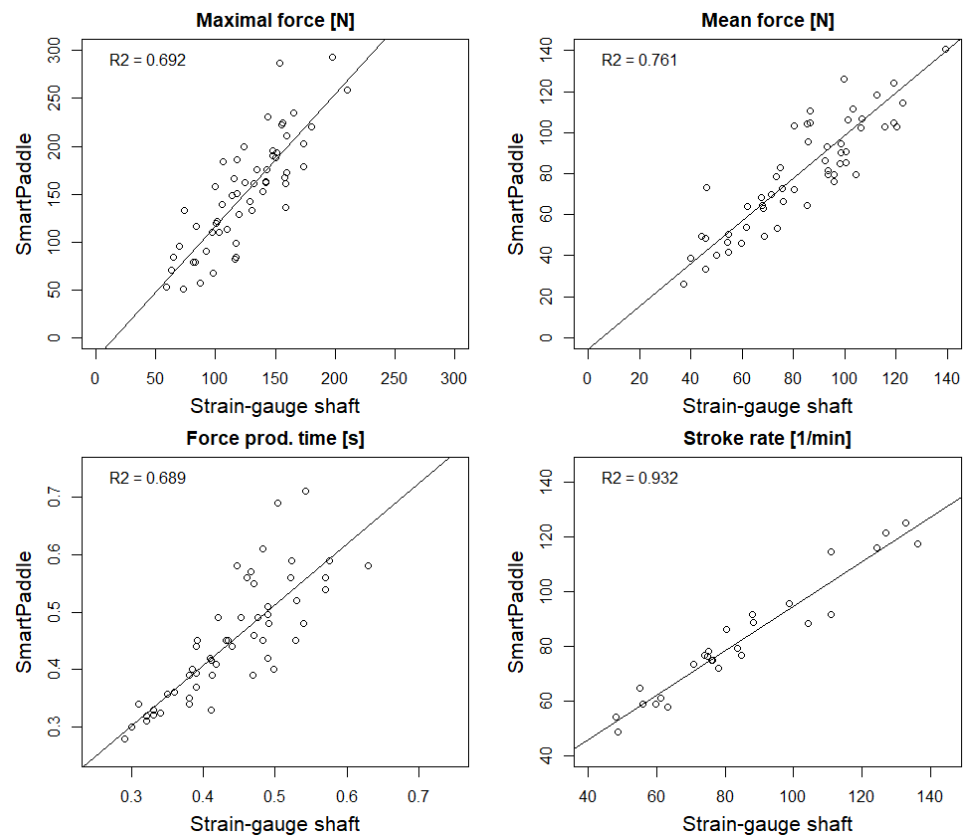 Maximal force [N]
R2 = 0.692
SmartPaddle
300
250
200
150
100
50
0
0 50 100 150 200 250 300
Strain-gauge shaft
Mean force [N]
R2 = 0.761
SmartPaddle
140
120
100
80
60
40
20
0
0 20 40 60 80 100 120 140
Strain-gauge shaft
Force prod. time [s]
R2 = 0.689
SmartPaddle
0.7
0.6
0.5
0.4
0.3
0.3 0.4 0.5 0.6 0.7
Strain-gauge shaft
Stroke rate [1/min]
R2 = 0.932
SmartPaddle
140
120
100
80
60
40
40 60 80 100 120 140
Strain-gauge shaft